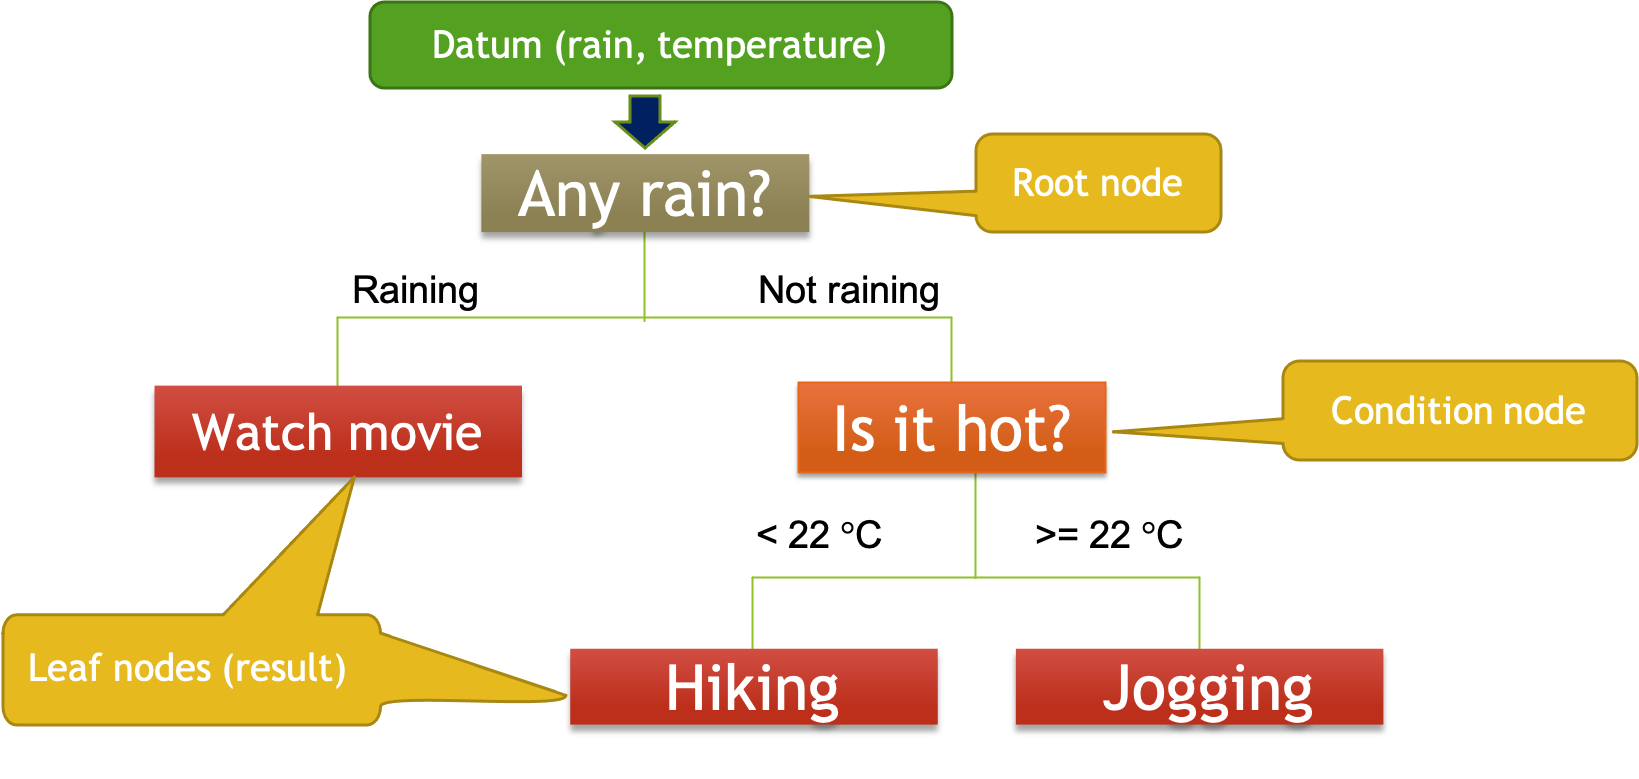 Datum (rain, temperature)
Any rain?
Root node
Raining
Not raining
Watch movie
Is it hot?
Condition node
< 22 °C
>= 22 °C
Leaf nodes (result)
Hiking
Jogging